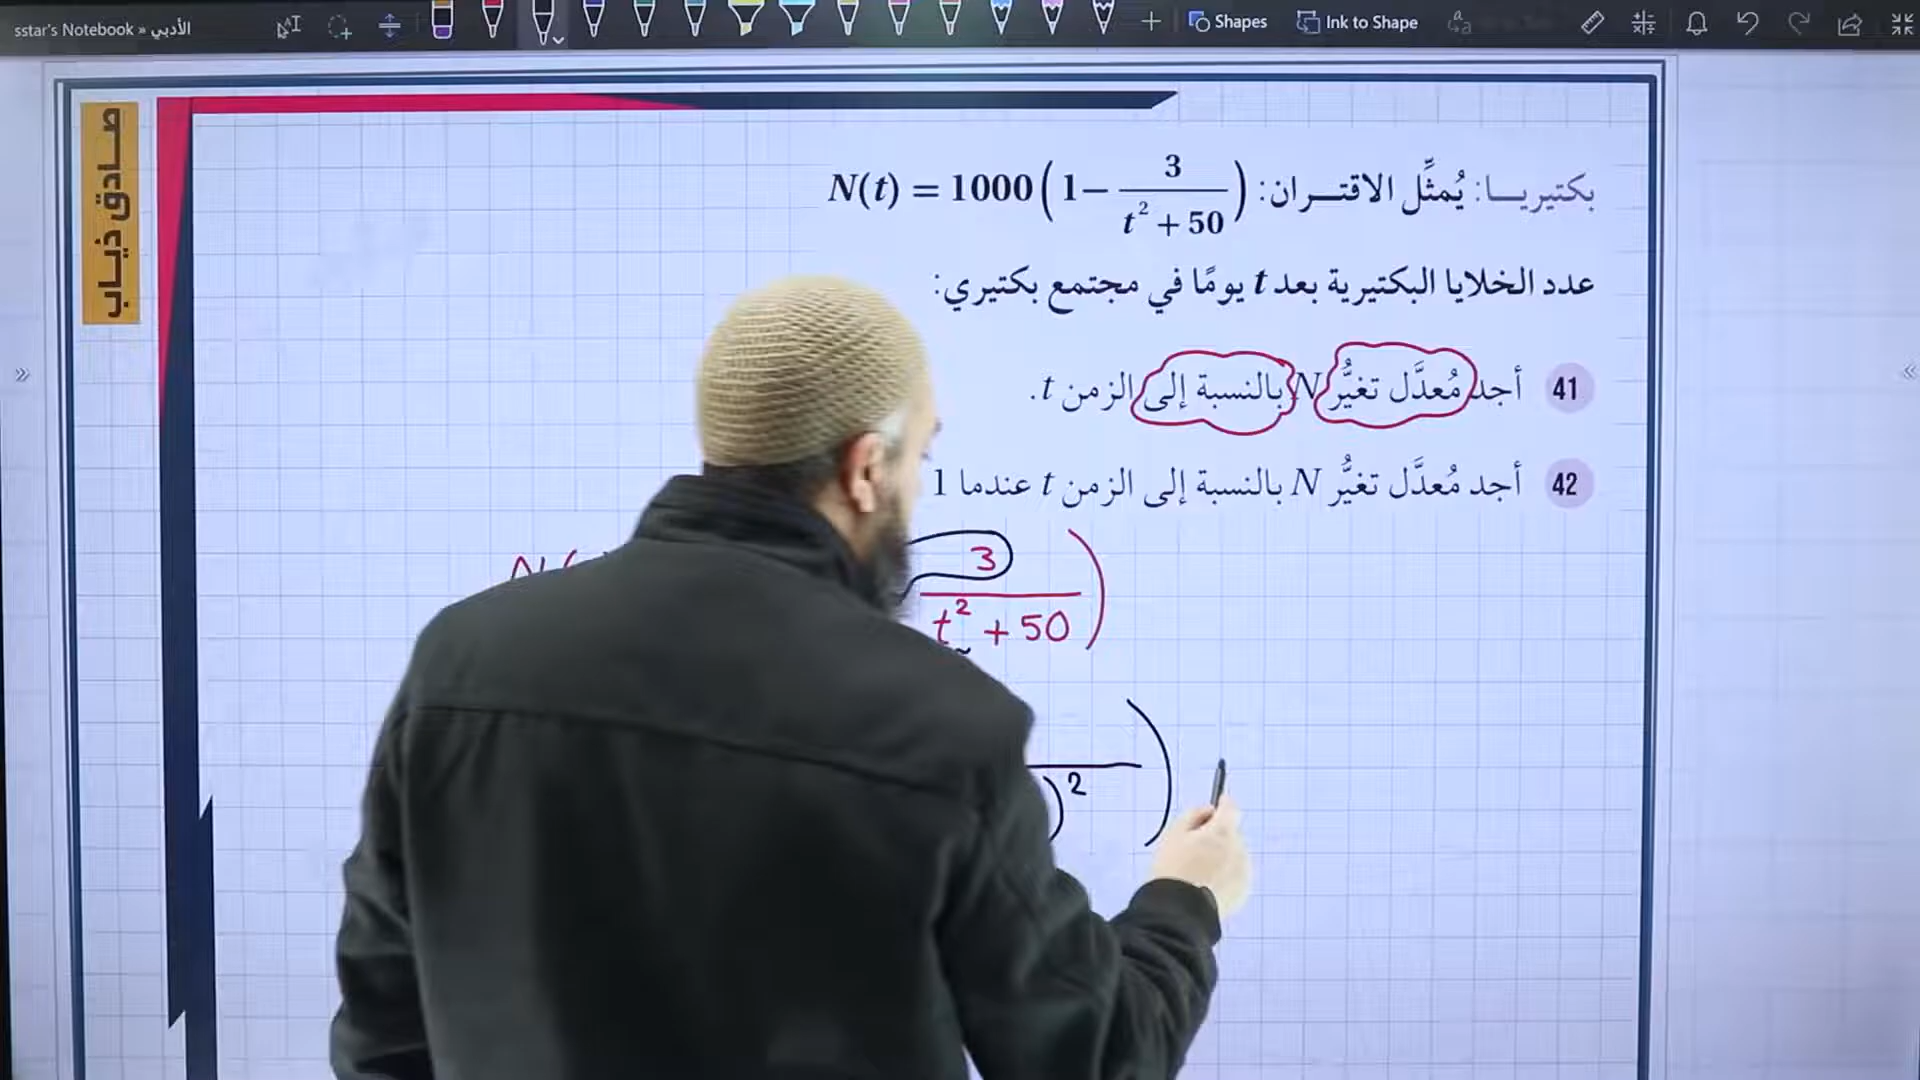 sstar's Notebook » الأدبي
Shapes
Ink to Shape
صادق ذياب
بكتيريا: يُمثِّل الاقتران: N(t) = 1000(1 − 3/(t² + 50))
عدد الخلايا البكتيرية بعد t يومًا في مجتمع بكتيري:
41 أجد مُعدَّل تغيُّر N بالنسبة إلى الزمن t.
42 أجد مُعدَّل تغيُّر N بالنسبة إلى الزمن t عندما 1
N(
3
t² + 50 )
)² )